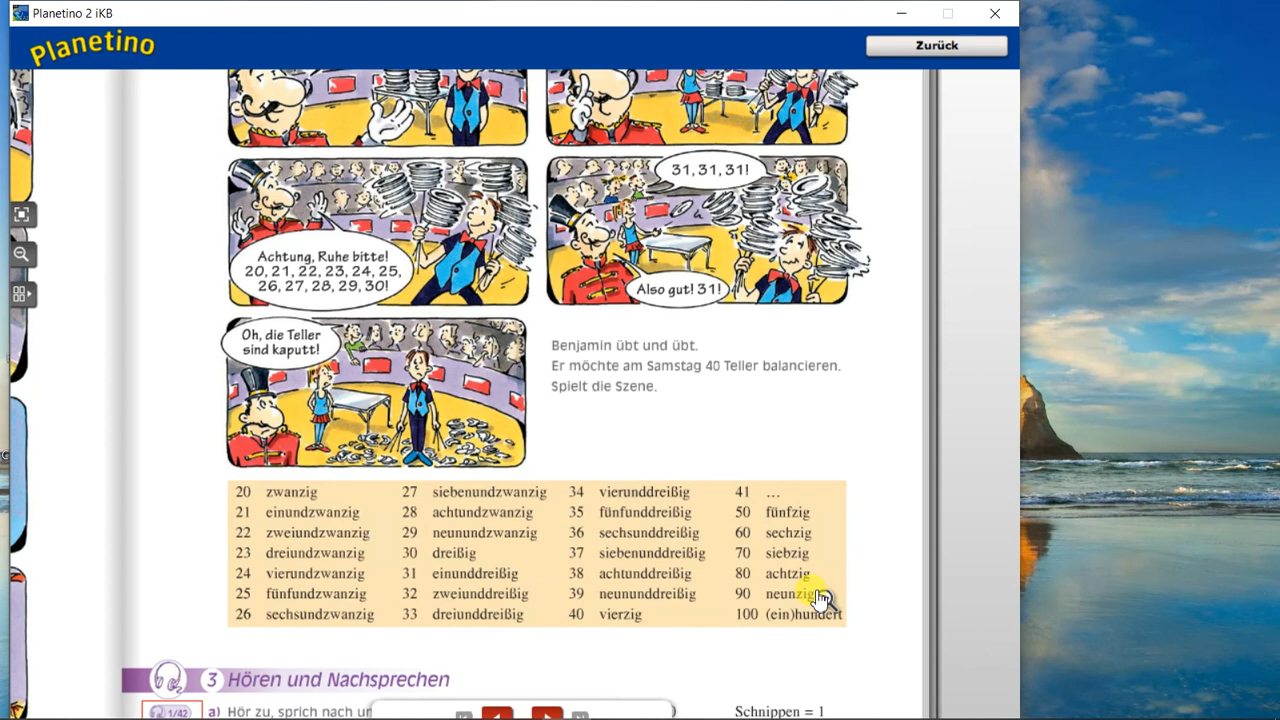 Planetino 2 iKB
Planetino
Zurück
31, 31, 31!
Achtung, Ruhe bitte!
20, 21, 22, 23, 24, 25,
26, 27, 28, 29, 30!
Also gut! 31!
Oh, die Teller
sind kaputt!
Benjamin übt und übt.
Er möchte am Samstag 40 Teller balancieren.
Spielt die Szene.
20 zwanzig 27 siebenundzwanzig 34 vierunddreißig 41 ...
21 einundzwanzig 28 achtundzwanzig 35 fünfunddreißig 50 fünfzig
22 zweiundzwanzig 29 neunundzwanzig 36 sechsunddreißig 60 sechzig
23 dreiundzwanzig 30 dreißig 37 siebenunddreißig 70 siebzig
24 vierundzwanzig 31 einunddreißig 38 achtunddreißig 80 achtzig
25 fünfundzwanzig 32 zweiunddreißig 39 neununddreißig 90 neunzig
26 sechsundzwanzig 33 dreiunddreißig 40 vierzig 100 (ein)hundert
3 Hören und Nachsprechen
1/42 a) Hör zu, sprich nach Schnippen = 1